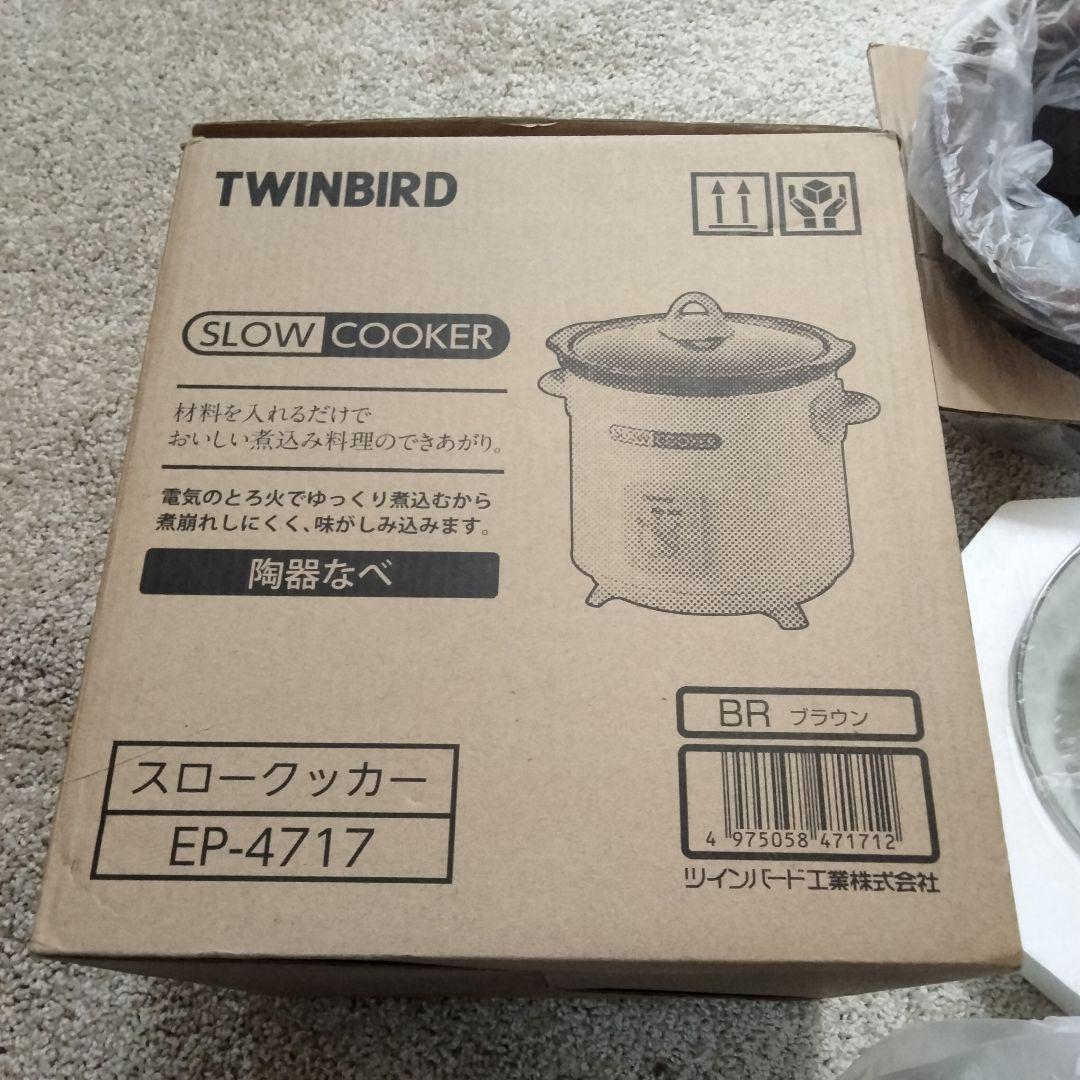 TWINBIRD
SLOW COOKER
材料を入れるだけで
おいしい煮込み料理のできあがり。
電気のとろ火でゆっくり煮込むから
煮崩れしにくく、味がしみ込みます。
陶器なべ
SLOW COOKER
BR ブラウン
スロークッカー
EP-4717
4 975058 471712
ツインバード工業株式会社